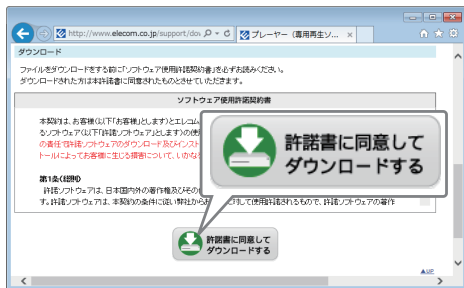 http://www.elecom.co.jp/support/dov
プレーヤー（専用再生ソ...
ダウンロード
ファイルをダウンロードをする前に「ソフトウェア使用許諾契約書」を必ずお読みください。
ダウンロードされた方は本許諾書に同意されたものとさせていただきます。
ソフトウェア使用許諾契約書
本契約は、お客様(以下「お客様」とします)とエレコム
るソフトウェア(以下「許諾ソフトウェア」とします)の使
の責任で許諾ソフトウェアのダウンロード及びインスト
トールによってお客様に生じる損害について、いかな
許諾書に同意して
ダウンロードする
第1条(総則)
許諾ソフトウェアは、日本国内外の著作権及びその
す。許諾ソフトウェアは、本契約の条件に従い弊社から
対して使用許諾されるもので、許諾ソフトウェアの著作
許諾書に同意して
ダウンロードする
▲UP